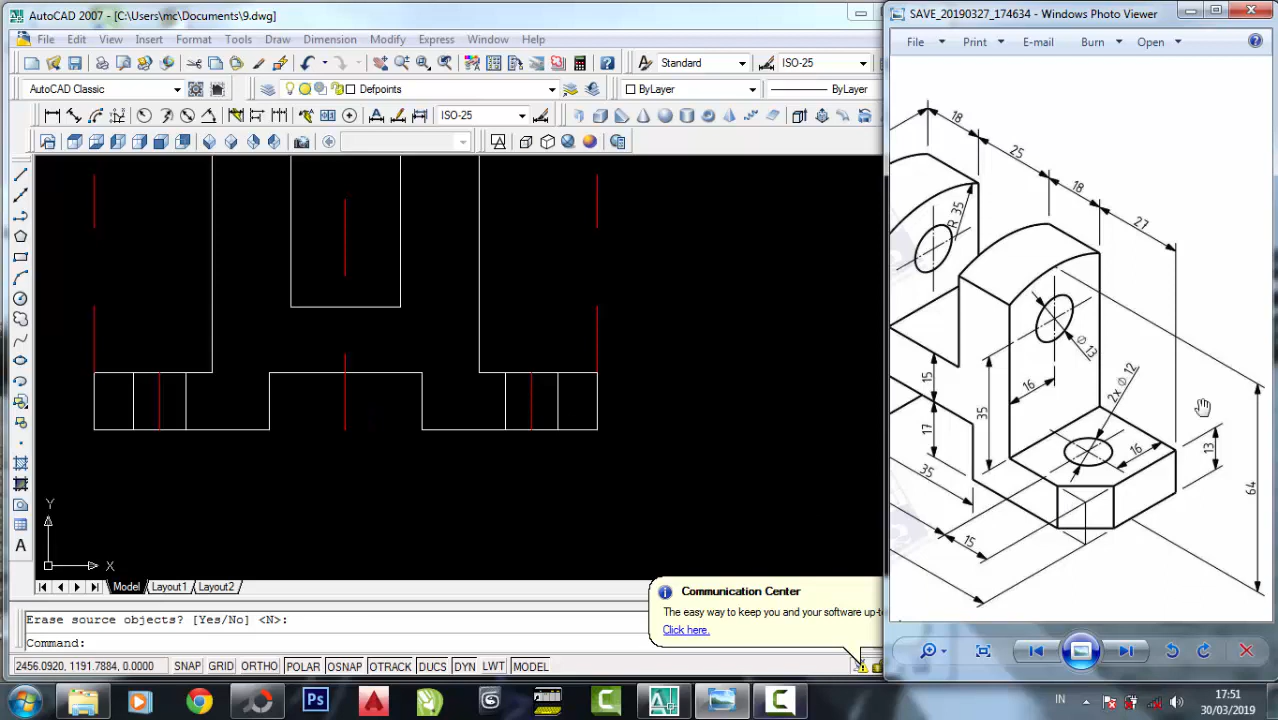 AutoCAD 2007 - [C:\Users\mc\Documents\9.dwg]
File Edit View Insert Format Tools Draw Dimension Modify Express Window Help
Standard ISO-25
AutoCAD Classic Defpoints ByLayer ByLayer
ISO-25
Y
X
Model Layout1 Layout2
Erase source objects? [Yes/No] <N>:
Command:
2456.0920, 1191.7884, 0.0000 SNAP GRID ORTHO POLAR OSNAP OTRACK DUCS DYN LWT MODEL
Communication Center
The easy way to keep you and your software up-t
Click here.
SAVE_20190327_174634 - Windows Photo Viewer
File Print E-mail Burn Open
18
25
18
27
R 35
Ø 13
15
16
2x Ø 12
35
17
16
13
35
64
15
IN
17:51
30/03/2019